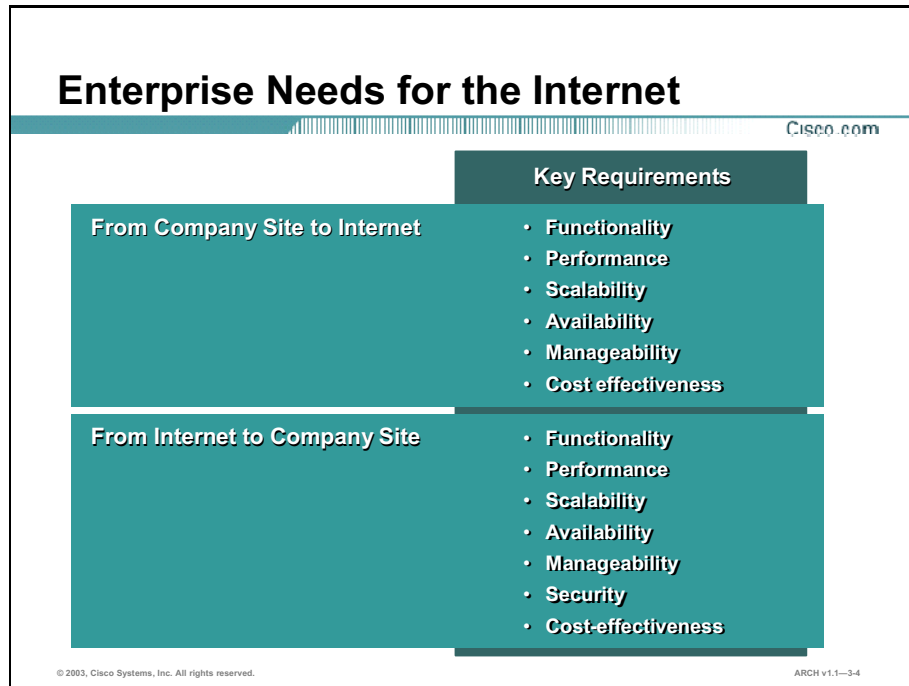 Enterprise Needs for the Internet
Cisco.com
Key Requirements
From Company Site to Internet
• Functionality
• Performance
• Scalability
• Availability
• Manageability
• Cost effectiveness
From Internet to Company Site
• Functionality
• Performance
• Scalability
• Availability
• Manageability
• Security
• Cost-effectiveness
© 2003, Cisco Systems, Inc. All rights reserved.
ARCH v1.1—3-4